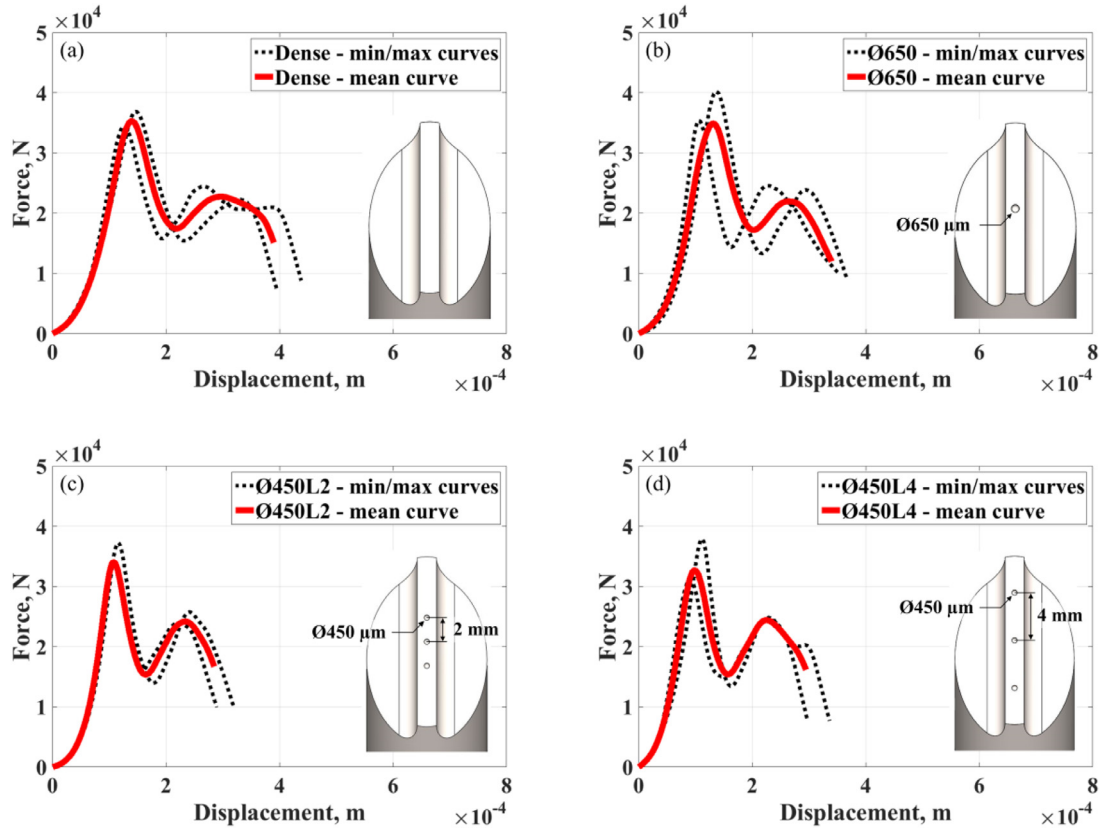 ×10⁴
(a)
Dense - min/max curves
Dense - mean curve
Force, N
5
4
3
2
1
0
0 2 4 6 8
Displacement, m
×10⁻⁴
×10⁴
(b)
Ø650 - min/max curves
Ø650 - mean curve
Force, N
5
4
3
2
1
0
Ø650 µm
0 2 4 6 8
Displacement, m
×10⁻⁴
×10⁴
(c)
Ø450L2 - min/max curves
Ø450L2 - mean curve
Force, N
5
4
3
2
1
0
Ø450 µm
2 mm
0 2 4 6 8
Displacement, m
×10⁻⁴
×10⁴
(d)
Ø450L4 - min/max curves
Ø450L4 - mean curve
Force, N
5
4
3
2
1
0
Ø450 µm
4 mm
0 2 4 6 8
Displacement, m
×10⁻⁴